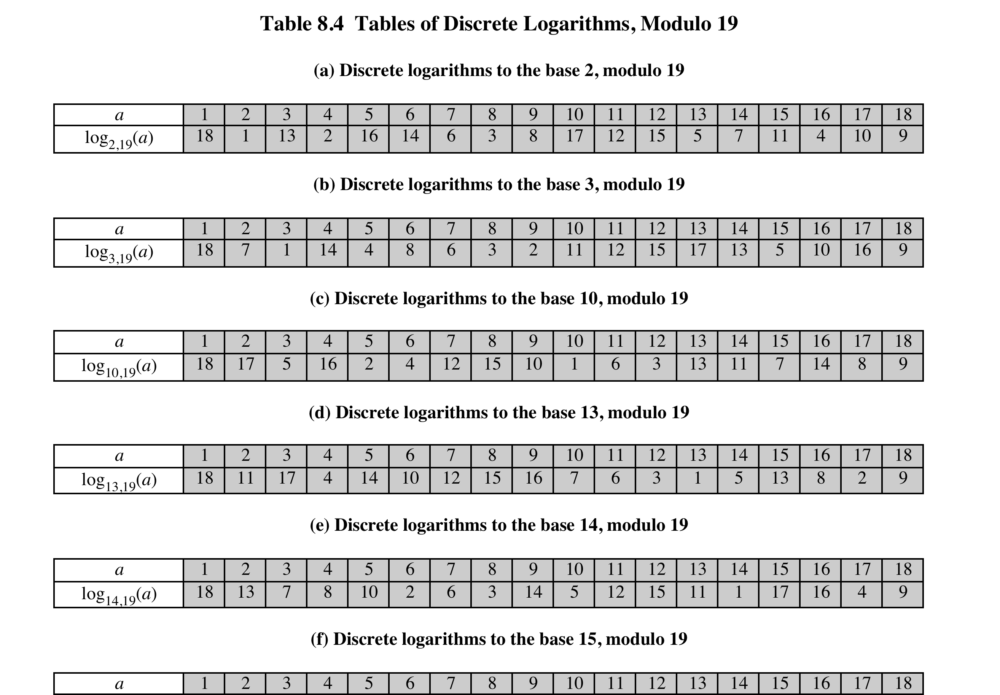 Table 8.4 Tables of Discrete Logarithms, Modulo 19
(a) Discrete logarithms to the base 2, modulo 19
a 1 2 3 4 5 6 7 8 9 10 11 12 13 14 15 16 17 18
log2,19(a) 18 1 13 2 16 14 6 3 8 17 12 15 5 7 11 4 10 9
(b) Discrete logarithms to the base 3, modulo 19
a 1 2 3 4 5 6 7 8 9 10 11 12 13 14 15 16 17 18
log3,19(a) 18 7 1 14 4 8 6 3 2 11 12 15 17 13 5 10 16 9
(c) Discrete logarithms to the base 10, modulo 19
a 1 2 3 4 5 6 7 8 9 10 11 12 13 14 15 16 17 18
log10,19(a) 18 17 5 16 2 4 12 15 10 1 6 3 13 11 7 14 8 9
(d) Discrete logarithms to the base 13, modulo 19
a 1 2 3 4 5 6 7 8 9 10 11 12 13 14 15 16 17 18
log13,19(a) 18 11 17 4 14 10 12 15 16 7 6 3 1 5 13 8 2 9
(e) Discrete logarithms to the base 14, modulo 19
a 1 2 3 4 5 6 7 8 9 10 11 12 13 14 15 16 17 18
log14,19(a) 18 13 7 8 10 2 6 3 14 5 12 15 11 1 17 16 4 9
(f) Discrete logarithms to the base 15, modulo 19
a 1 2 3 4 5 6 7 8 9 10 11 12 13 14 15 16 17 18